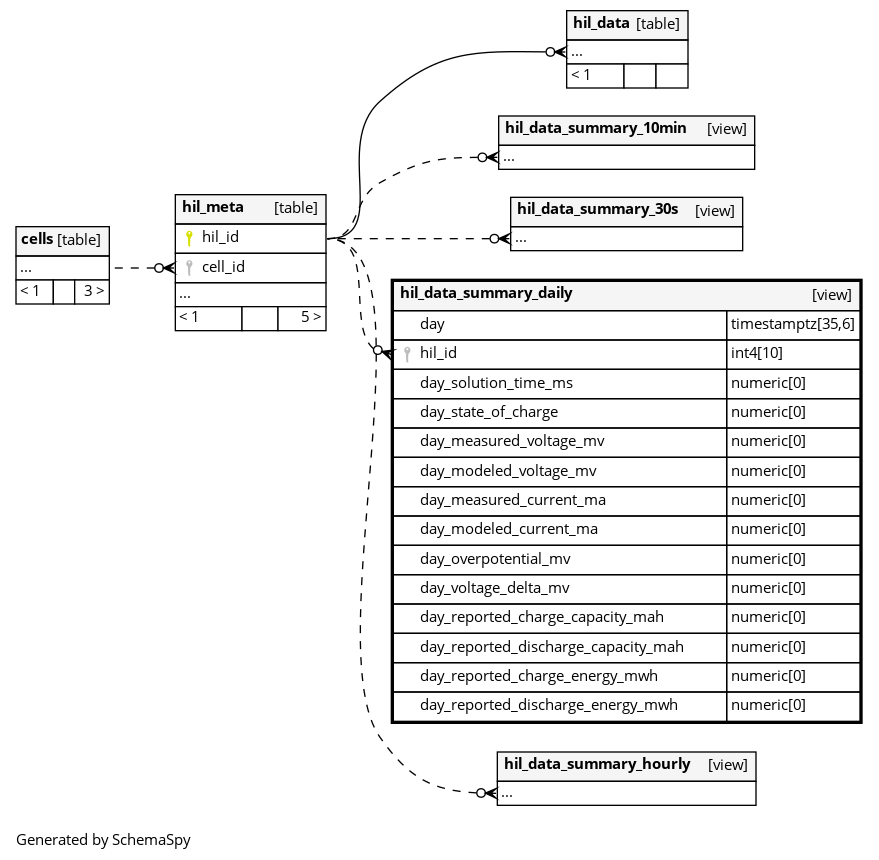 hil_data [table]
...
< 1
hil_data_summary_10min [view]
...
hil_meta [table]
hil_id
cell_id
...
< 1 5 >
hil_data_summary_30s [view]
...
cells [table]
...
< 1 3 >
hil_data_summary_daily [view]
day timestamptz[35,6]
hil_id int4[10]
day_solution_time_ms numeric[0]
day_state_of_charge numeric[0]
day_measured_voltage_mv numeric[0]
day_modeled_voltage_mv numeric[0]
day_measured_current_ma numeric[0]
day_modeled_current_ma numeric[0]
day_overpotential_mv numeric[0]
day_voltage_delta_mv numeric[0]
day_reported_charge_capacity_mah numeric[0]
day_reported_discharge_capacity_mah numeric[0]
day_reported_charge_energy_mwh numeric[0]
day_reported_discharge_energy_mwh numeric[0]
hil_data_summary_hourly [view]
...
Generated by SchemaSpy